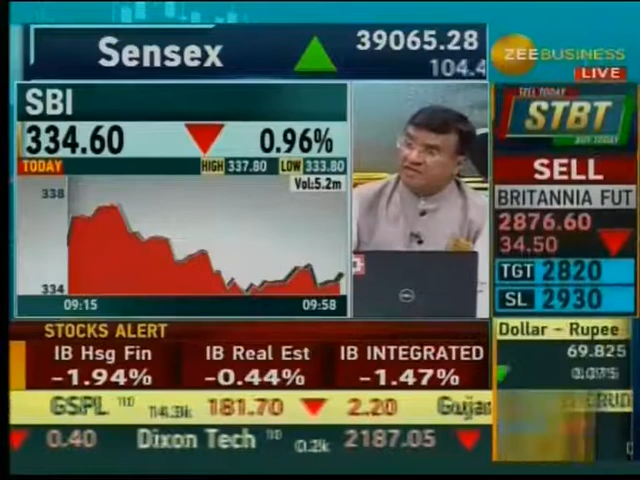 Sensex ▲ 39065.28
104.4
ZEE BUSINESS
LIVE
SBI
334.60 ▼ 0.96%
TODAY HIGH 337.80 LOW 333.80
Vol:5.2m
338
334
09:15 09:58
DELL
SELL TODAY
STBT
BUY TODAY
SELL
BRITANNIA FUT
2876.60
34.50 ▼
TGT 2820
SL 2930
Dollar - Rupee
69.825
STOCKS ALERT
IB Hsg Fin IB Real Est IB INTEGRATED
-1.94% -0.44% -1.47%
GSPL 181.70 ▼ 2.20 Gujar
▼ 0.40 Dixon Tech 0.2k 2187.05 ▼